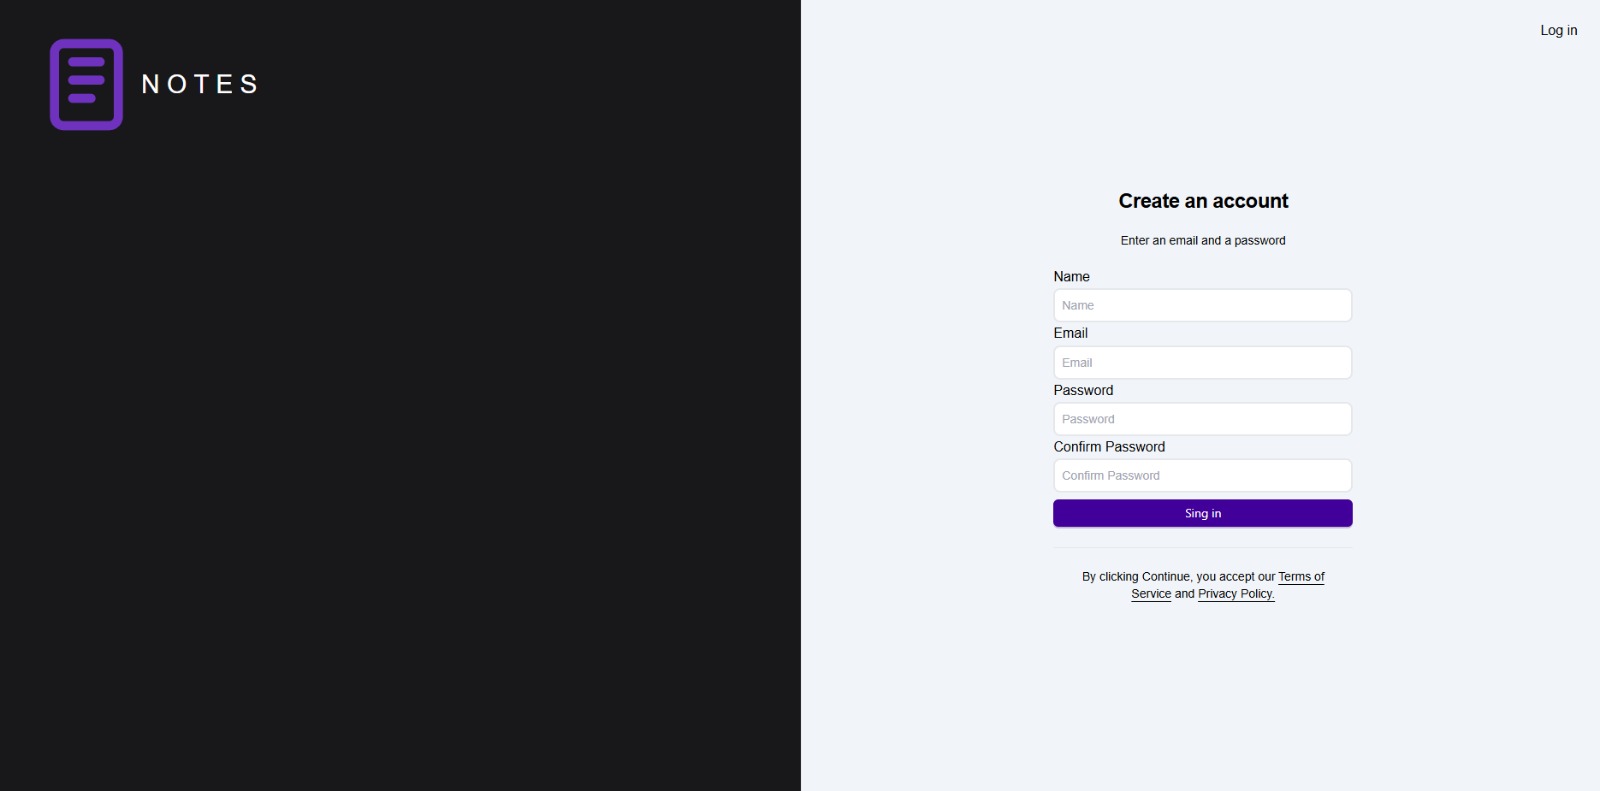 NOTES
Log in
Create an account
Enter an email and a password
Name
Name
Email
Email
Password
Password
Confirm Password
Confirm Password
Sing in
By clicking Continue, you accept our Terms of
Service and Privacy Policy.